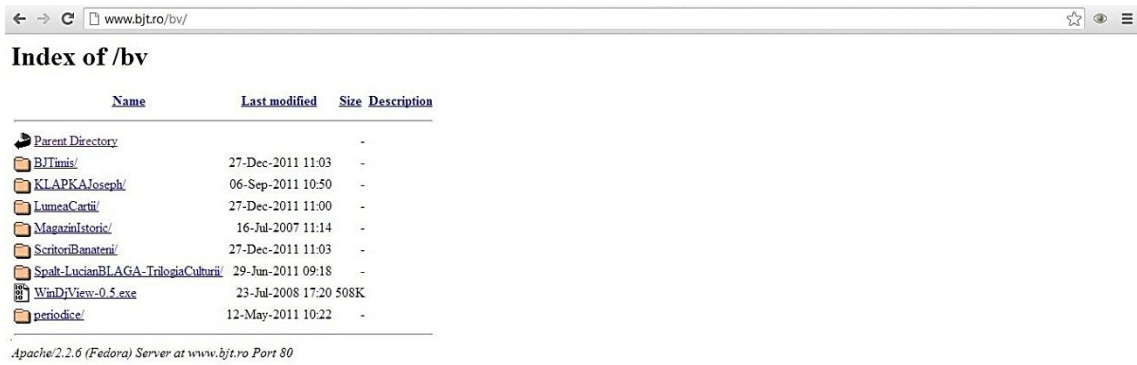 www.bjt.ro/bv/
Index of /bv
Name Last modified Size Description
Parent Directory -
BJTimis/ 27-Dec-2011 11:03 -
KLAPKAJoseph/ 06-Sep-2011 10:50 -
LumeaCartii/ 27-Dec-2011 11:00 -
MagazinIstoric/ 16-Jul-2007 11:14 -
ScritoriBanateni/ 27-Dec-2011 11:03 -
Spalt-LucianBLAGA-TrilogiaCulturii/ 29-Jun-2011 09:18 -
WinDjView-0.5.exe 23-Jul-2008 17:20 508K
periodice/ 12-May-2011 10:22 -
Apache/2.2.6 (Fedora) Server at www.bjt.ro Port 80